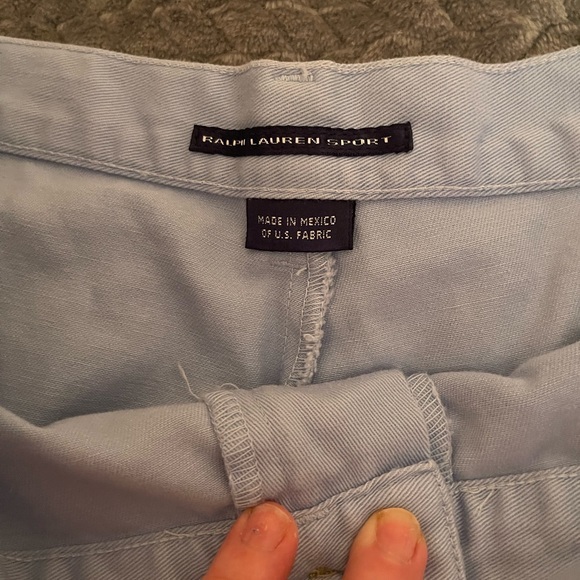 RALPH LAUREN SPORT
MADE IN MEXICO
OF U.S. FABRIC